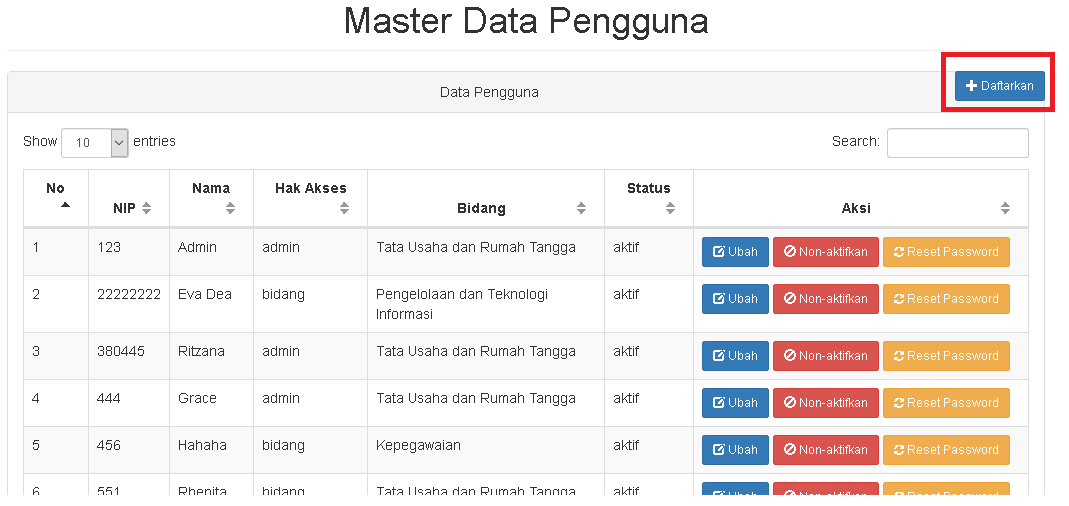 Master Data Pengguna
Data Pengguna
Daftarkan
Show 10 entries
Search:
No NIP Nama Hak Akses Bidang Status Aksi
1 123 Admin admin Tata Usaha dan Rumah Tangga aktif Ubah Non-aktifkan Reset Password
2 22222222 Eva Dea bidang Pengelolaan dan Teknologi aktif Ubah Non-aktifkan Reset Password
Informasi
3 380445 Ritzana admin Tata Usaha dan Rumah Tangga aktif Ubah Non-aktifkan Reset Password
4 444 Grace admin Tata Usaha dan Rumah Tangga aktif Ubah Non-aktifkan Reset Password
5 456 Hahaha bidang Kepegawaian aktif Ubah Non-aktifkan Reset Password
6 551 Rhenita bidang Tata Usaha dan Rumah Tangga aktif Ubah Non-aktifkan Reset Password